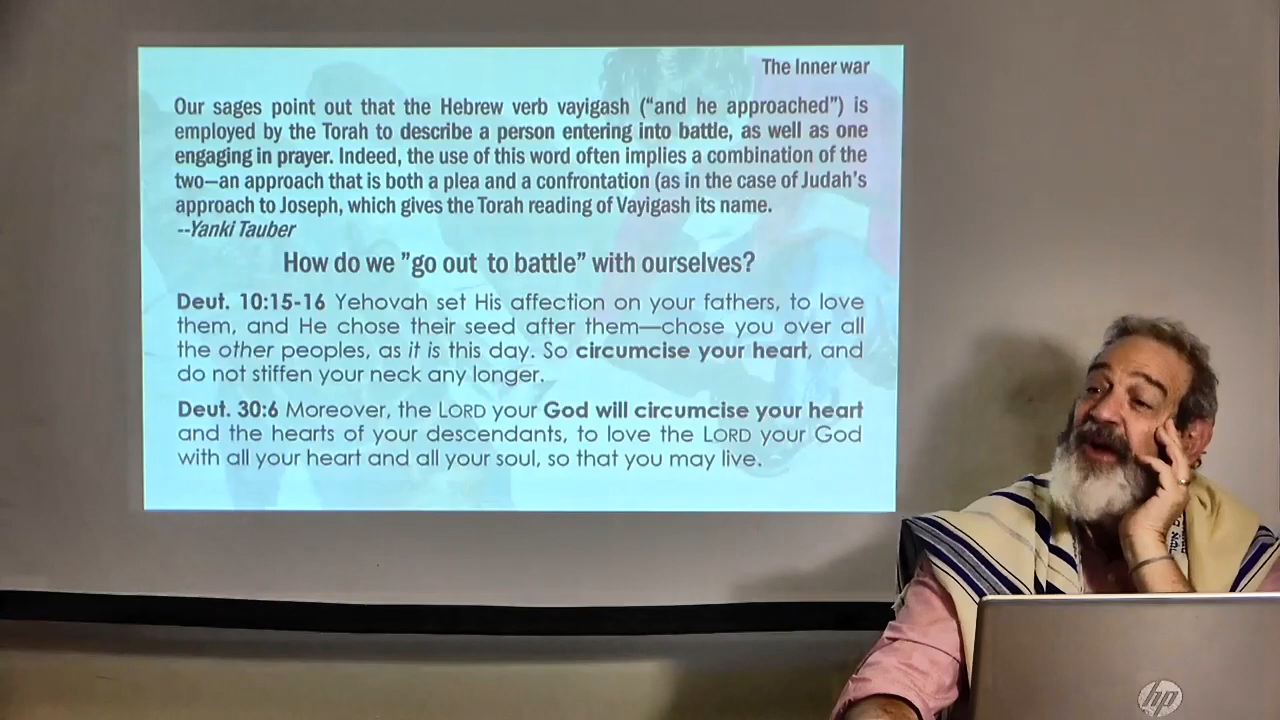 The Inner war
Our sages point out that the Hebrew verb vayigash (“and he approached”) is
employed by the Torah to describe a person entering into battle, as well as one
engaging in prayer. Indeed, the use of this word often implies a combination of the
two—an approach that is both a plea and a confrontation (as in the case of Judah’s
approach to Joseph, which gives the Torah reading of Vayigash its name.
--Yanki Tauber
How do we ”go out to battle” with ourselves?
Deut. 10:15-16 Yehovah set His affection on your fathers, to love
them, and He chose their seed after them—chose you over all
the other peoples, as it is this day. So circumcise your heart, and
do not stiffen your neck any longer.
Deut. 30:6 Moreover, the LORD your God will circumcise your heart
and the hearts of your descendants, to love the LORD your God
with all your heart and all your soul, so that you may live.
hp